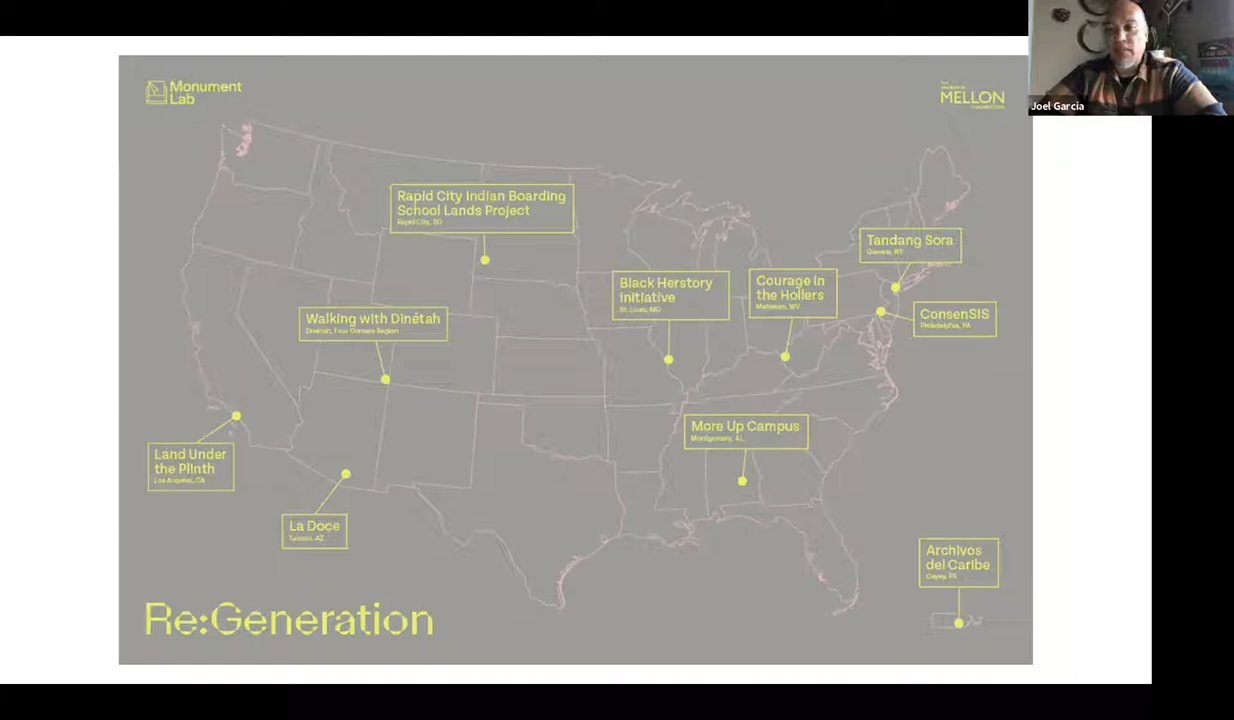 Monument
Lab
MELLON
Joel Garcia
Rapid City Indian Boarding
School Lands Project
Rapid City, SD
Tandang Sora
Queens, NY
Black Herstory
Initiative
St. Louis, MO
Courage in
the Hollers
Matewan, WV
ConsenSIS
Philadelphia, PA
Walking with Dinétah
Dinétah, Four Corners Region
More Up Campus
Montgomery, AL
Land Under
the Plinth
Los Angeles, CA
La Doce
Tucson, AZ
Archivos
del Caribe
Re:Generation